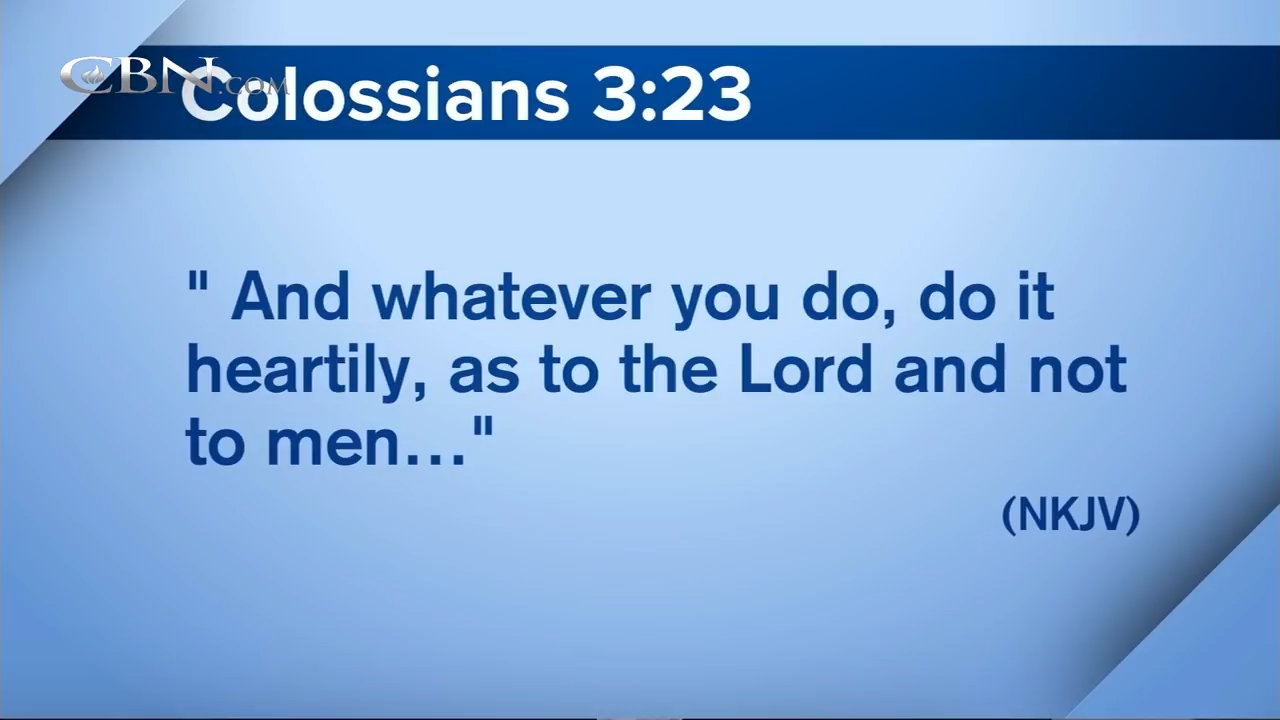 CBN.COM
Colossians 3:23
" And whatever you do, do it
heartily, as to the Lord and not
to men..."
(NKJV)